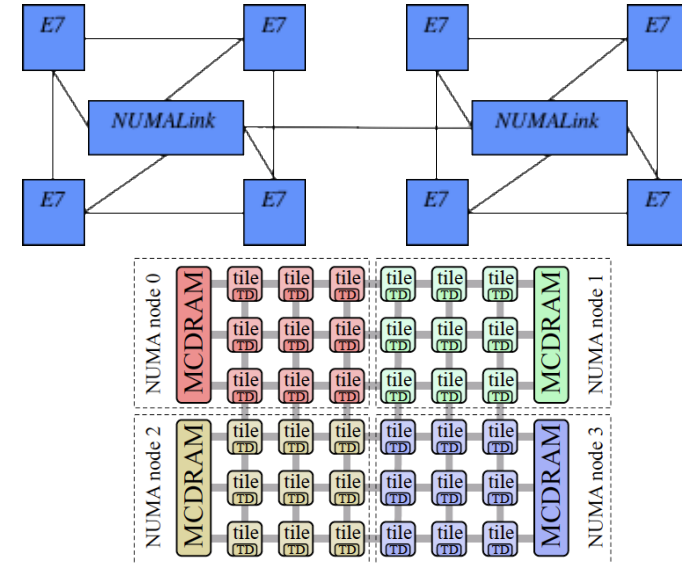 E7 E7 E7 E7
NUMALink NUMALink
E7 E7 E7 E7
NUMA node 0
MCDRAM
tile tile tile tile tile tile
TD TD TD TD TD TD
tile tile tile tile tile tile
TD TD TD TD TD TD
tile tile tile tile tile tile
TD TD TD TD TD TD
MCDRAM
NUMA node 1
NUMA node 2
MCDRAM
tile tile tile tile tile tile
TD TD TD TD TD TD
tile tile tile tile tile tile
TD TD TD TD TD TD
tile tile tile tile tile tile
TD TD TD TD TD TD
MCDRAM
NUMA node 3